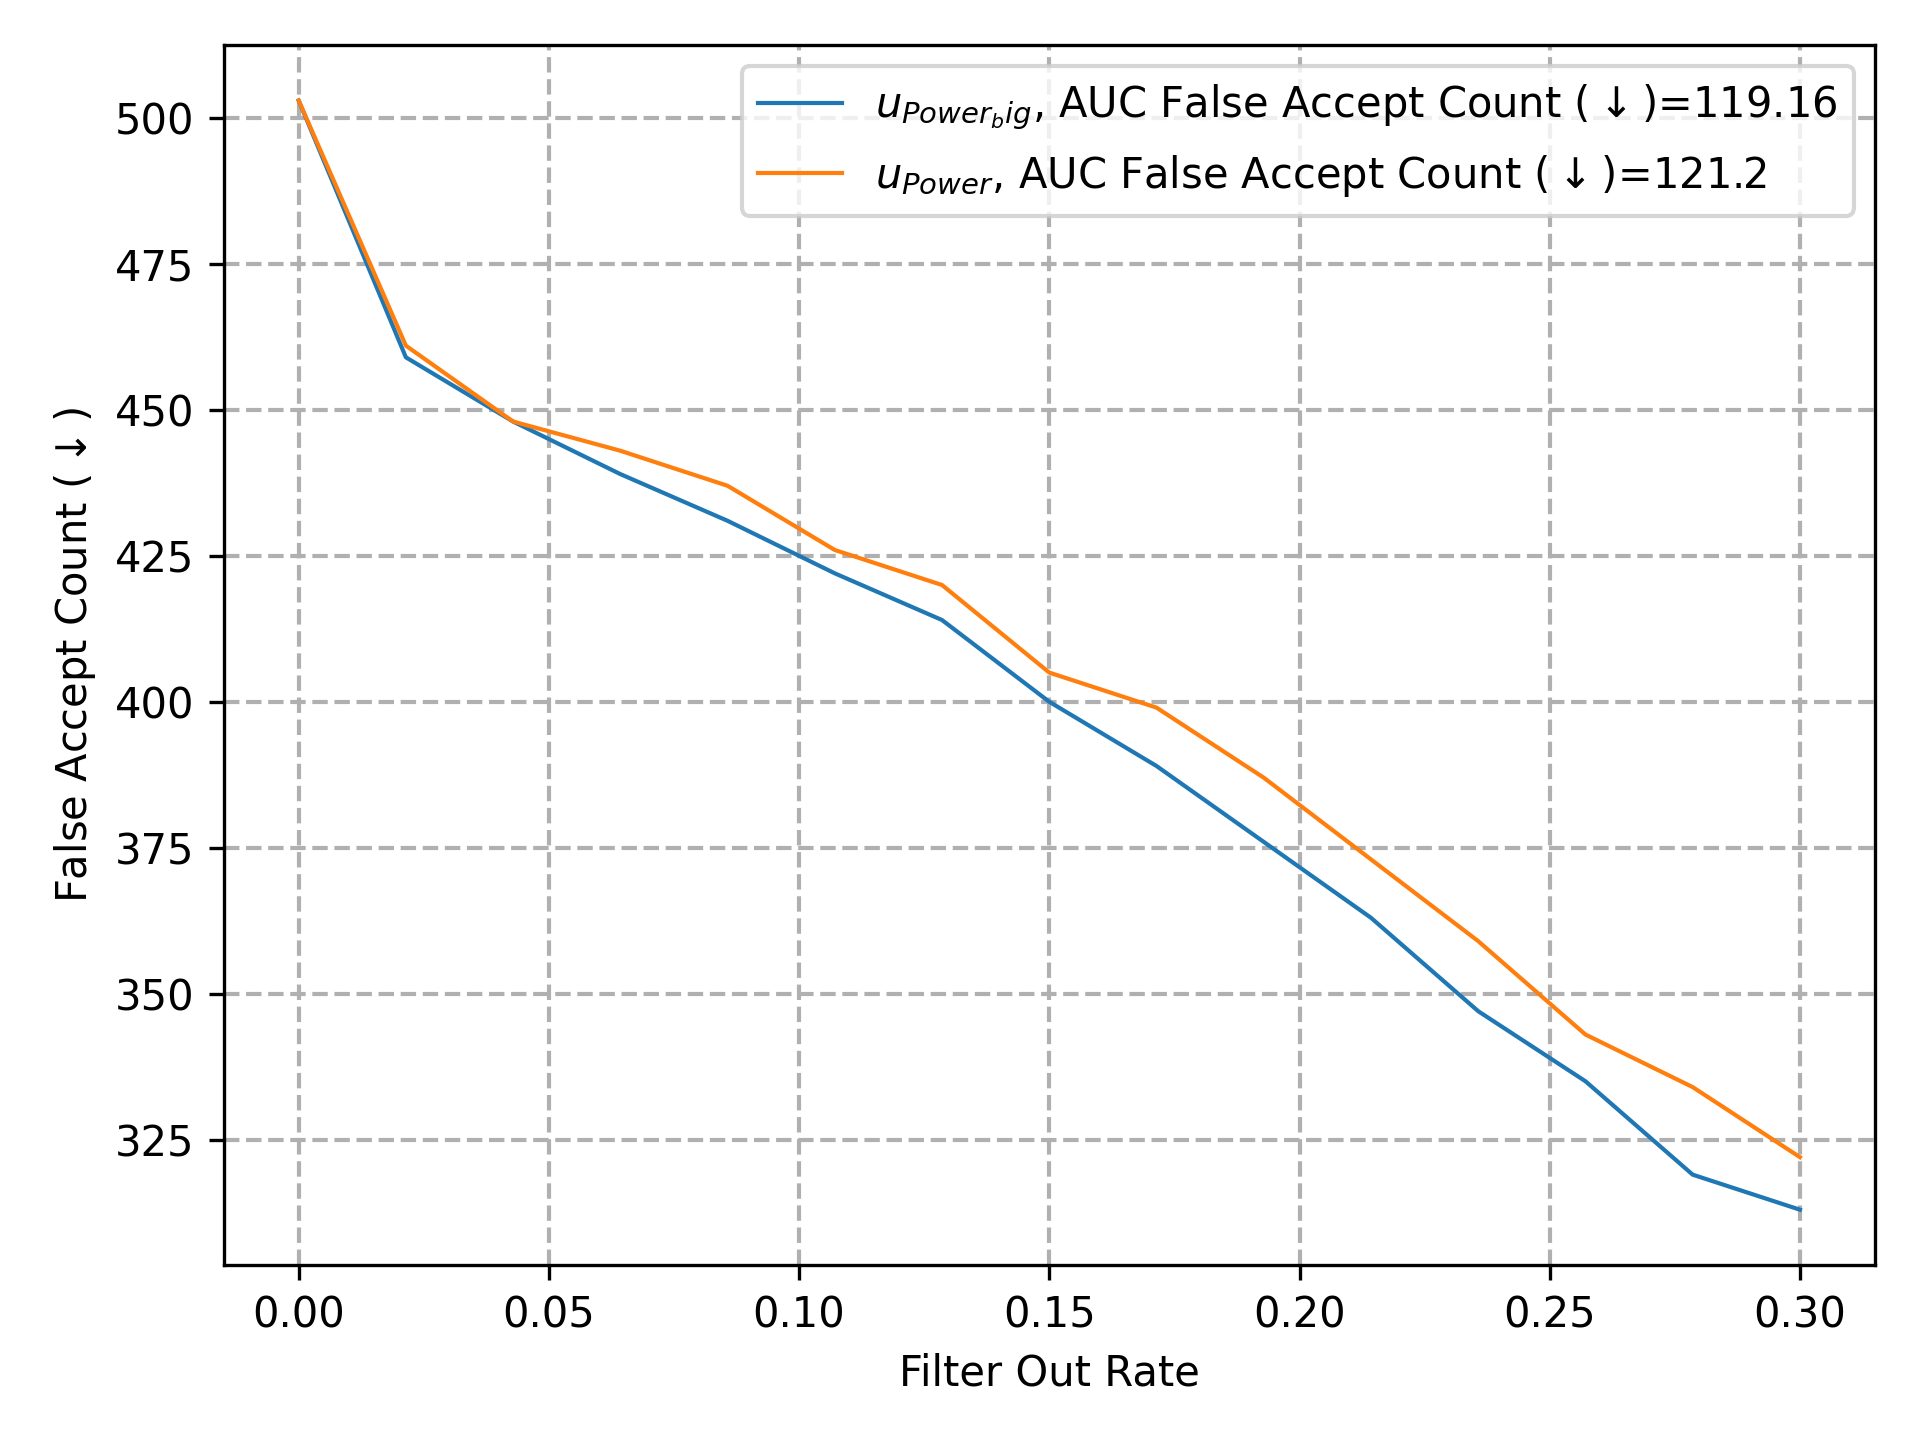 u_{Power_big}, AUC False Accept Count (↓)=119.16
u_{Power}, AUC False Accept Count (↓)=121.2
500
475
450
425
400
375
350
325
False Accept Count (↓)
0.00 0.05 0.10 0.15 0.20 0.25 0.30
Filter Out Rate